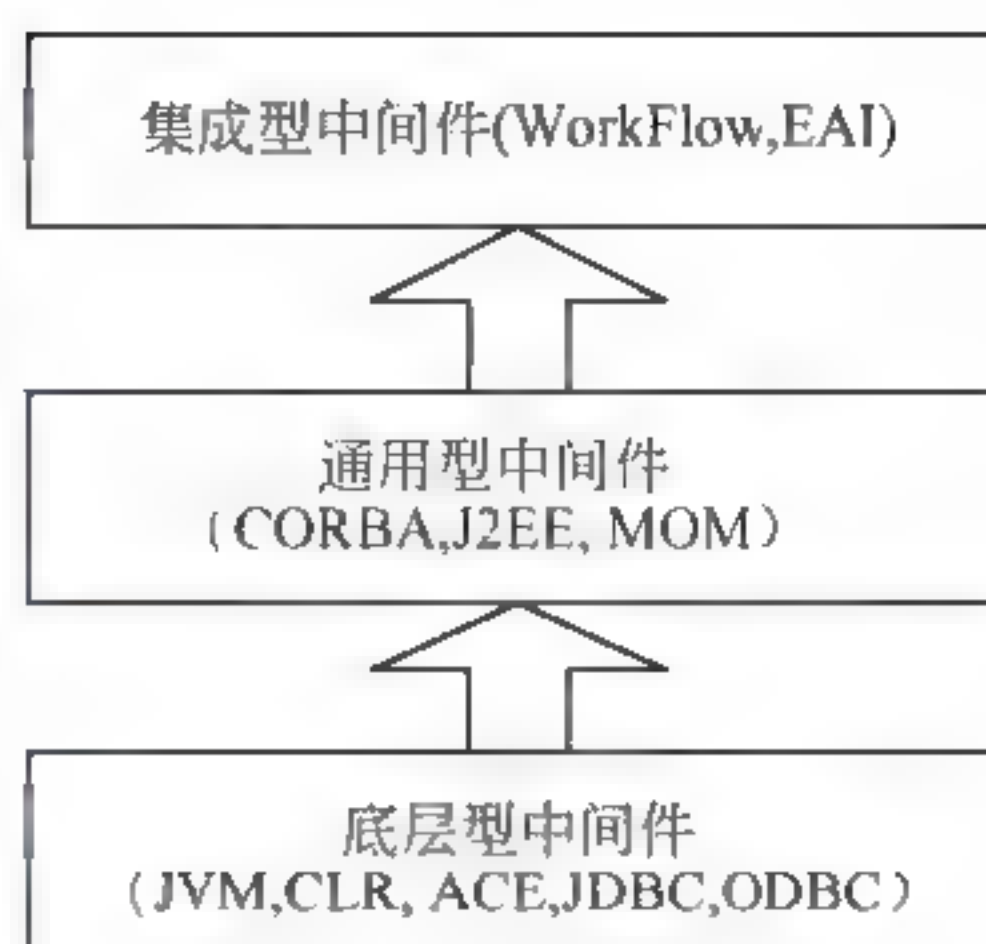 集成型中间件(WorkFlow,EAI)
通用型中间件
（CORBA,J2EE, MOM）
底层型中间件
（JVM,CLR, ACE,JDBC,ODBC）